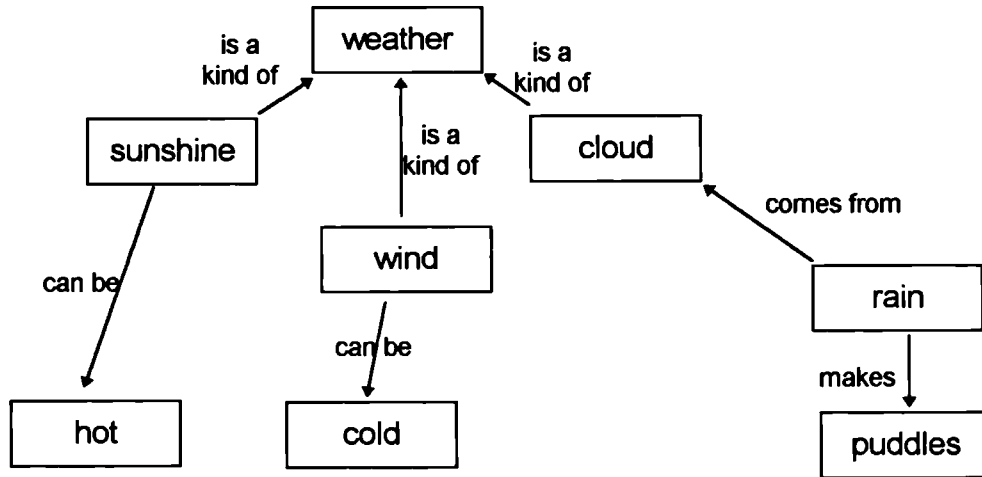 weather
is a
kind of
is a
kind of
sunshine
is a
kind of
cloud
comes from
wind
can be
rain
can be
makes
hot
cold
puddles